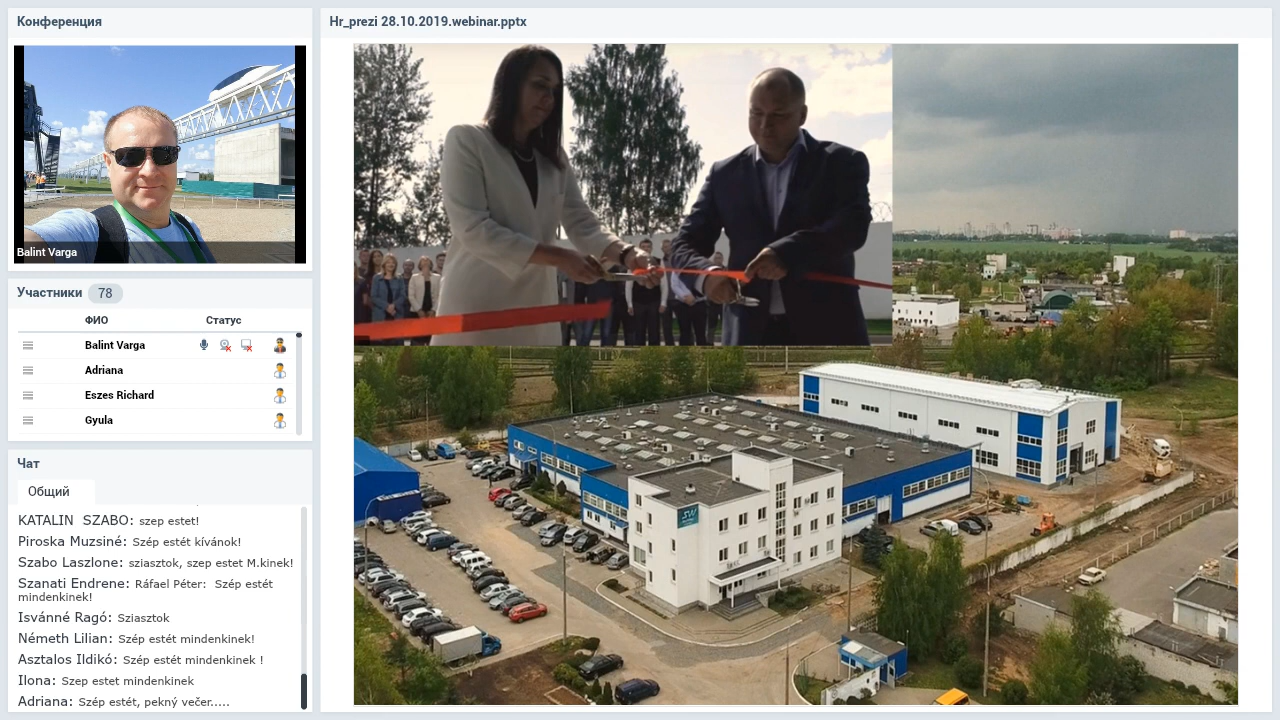 Конференция
Balint Varga
Участники 78
ФИО Статус
Balint Varga
Adriana
Eszes Richard
Gyula
Чат
Общий
KATALIN SZABO: szep estet!
Piroska Muzsiné: Szép estét kívánok!
Szabo Laszlone: sziasztok, szep estet M.kinek!
Szanati Endrene: Ráfael Péter: Szép estét
mindenkinek!
Isvánné Ragó: Sziasztok
Németh Lilian: Szép estét mindenkinek!
Asztalos Ildikó: Szép estét mindenkinek !
Ilona: Szep estet mindenkinek
Adriana: Szép estét, pekný večer.....
Hr_prezi 28.10.2019.webinar.pptx
SW